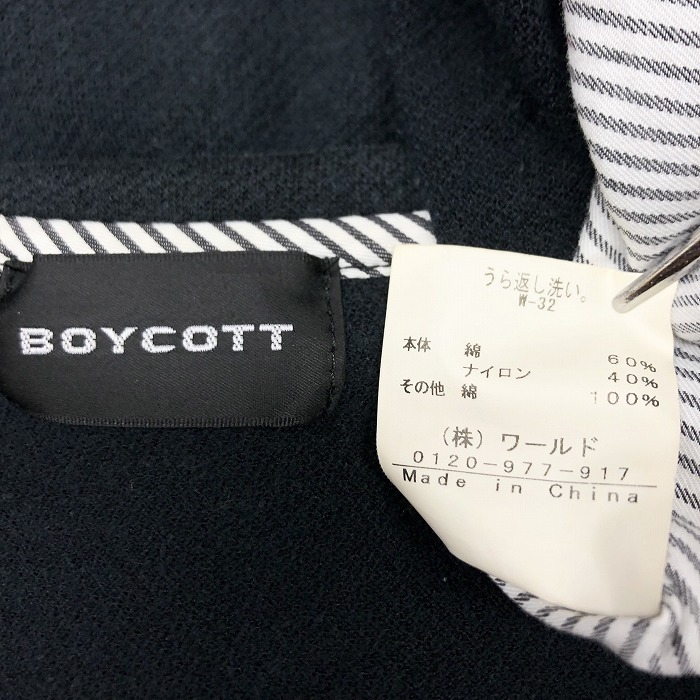 BOYCOTT
うら返し洗い。
W-32
本体 綿 60%
ナイロン 40%
その他 綿 100%
(株) ワールド
0120-977-917
Made in China